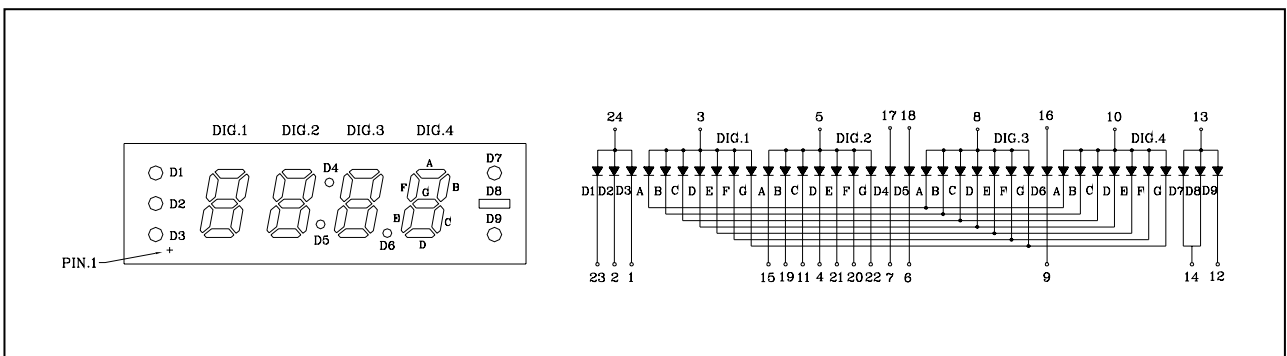 DIG.1 DIG.2 DIG.3 DIG.4
D1
D2
D3
+
PIN.1
D4
D5
D6
A
F
G
B
B
C
D
D7
D8
D9
24 3 5 17 18 8 16 10 13
DIG.1 DIG.2 DIG.3 DIG.4
D1 D2 D3 A B C D E F G A B C D E F G D4 D5 A B C D E F G D6 A B C D E F G D7 D8 D9
23 2 1 15 19 11 4 21 20 22 7 6 9 14 12